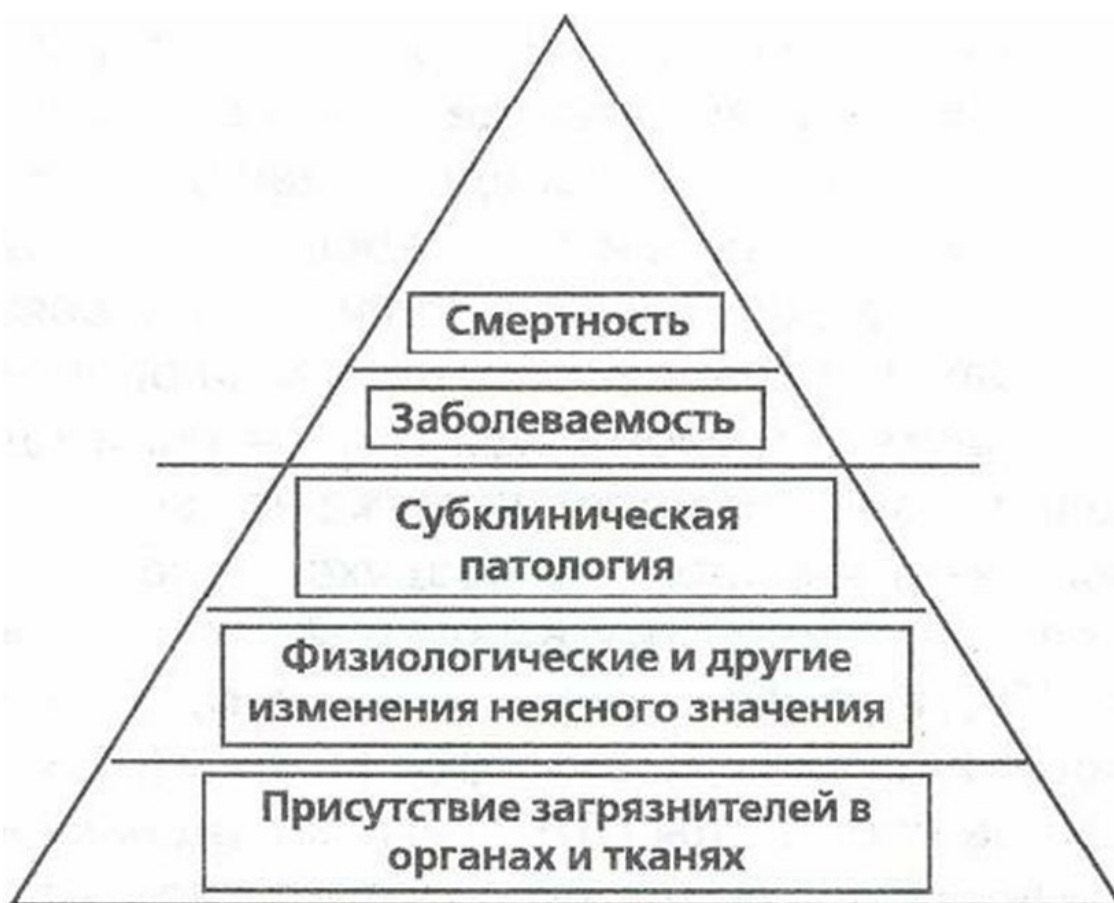 Смертность
Заболеваемость
Субклиническая
патология
Физиологические и другие
изменения неясного значения
Присутствие загрязнителей в
органах и тканях